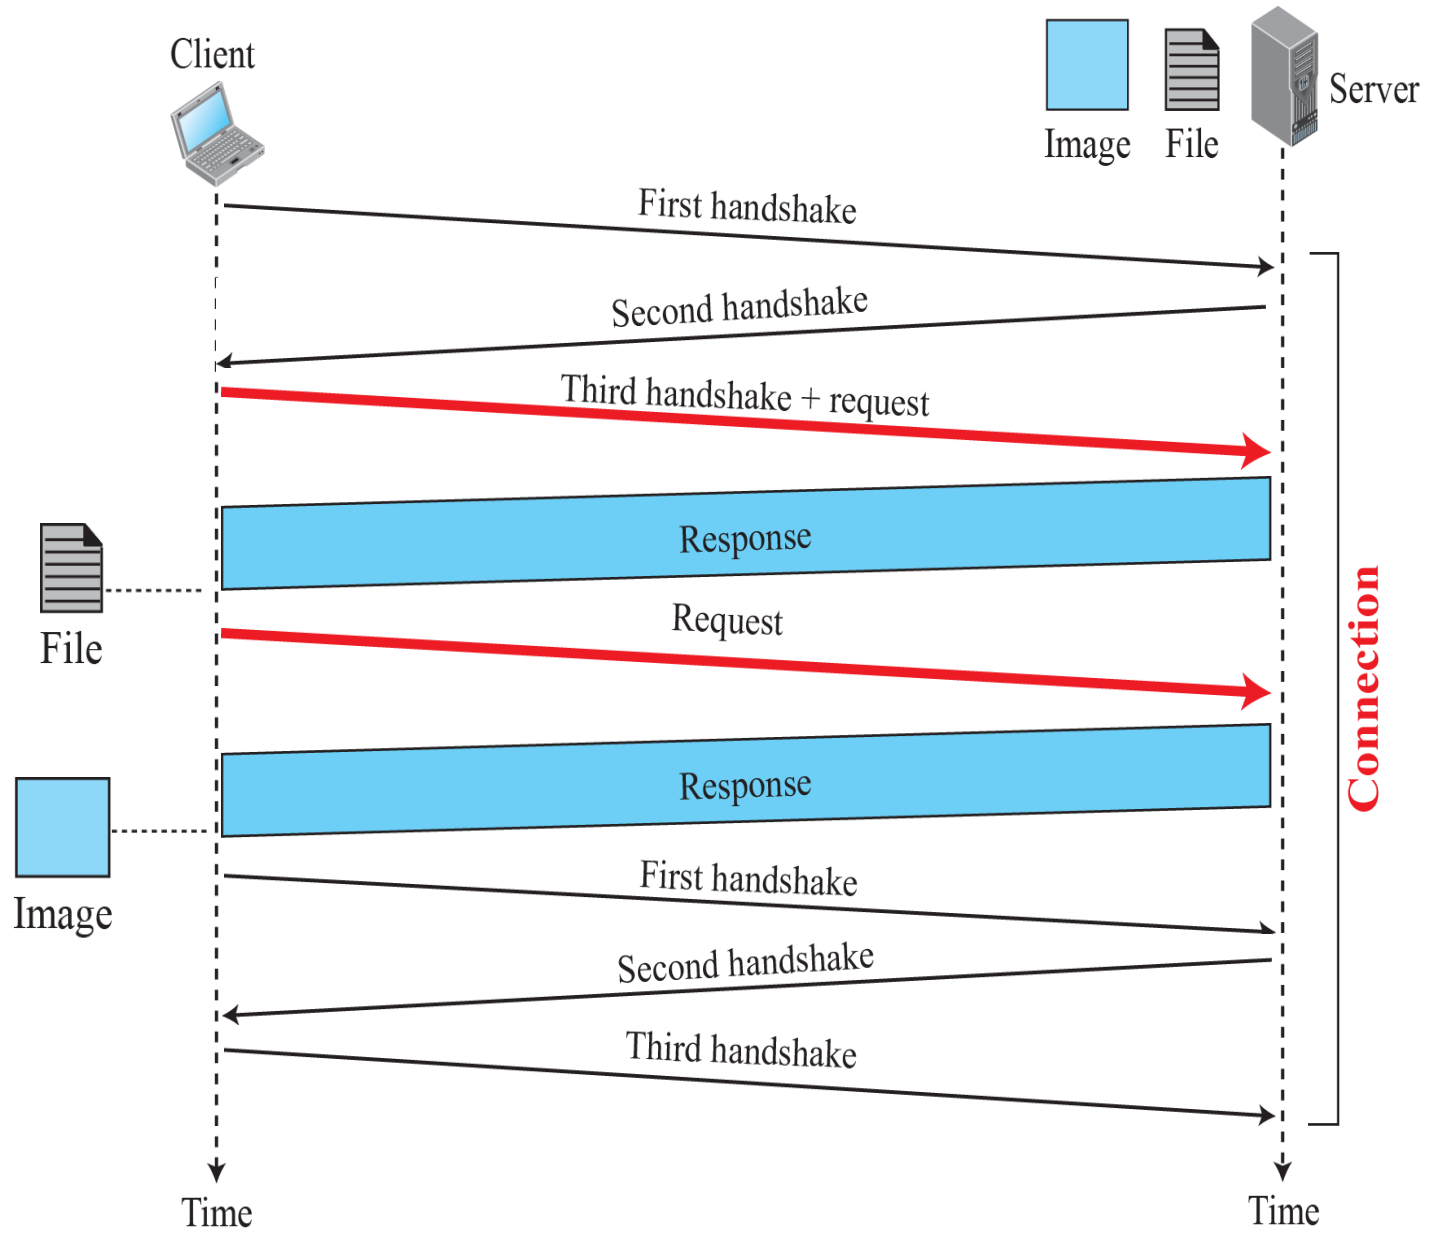 Client
Server
Image
File
First handshake
Second handshake
Third handshake + request
Response
File
Request
Connection
Response
Image
First handshake
Second handshake
Third handshake
Time
Time